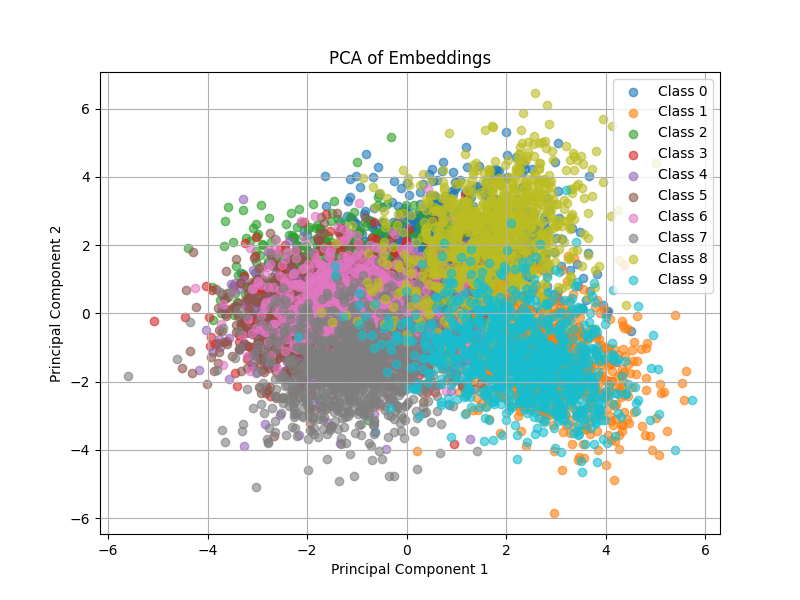 PCA of Embeddings
Class 0
Class 1
Class 2
Class 3
Class 4
Class 5
Class 6
Class 7
Class 8
Class 9
6
4
2
0
−2
−4
−6
Principal Component 2
−6 −4 −2 0 2 4 6
Principal Component 1